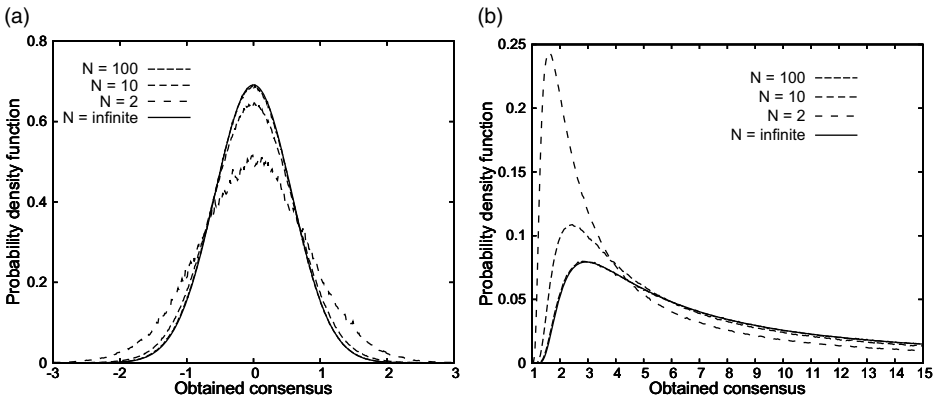 (a)
Probability density function
0.8
0.6
0.4
0.2
0
N = 100
N = 10
N = 2
N = infinite
-3 -2 -1 0 1 2 3
Obtained consensus
(b)
Probability density function
0.25
0.2
0.15
0.1
0.05
0
N = 100
N = 10
N = 2
N = infinite
1 2 3 4 5 6 7 8 9 10 11 12 13 14 15
Obtained consensus